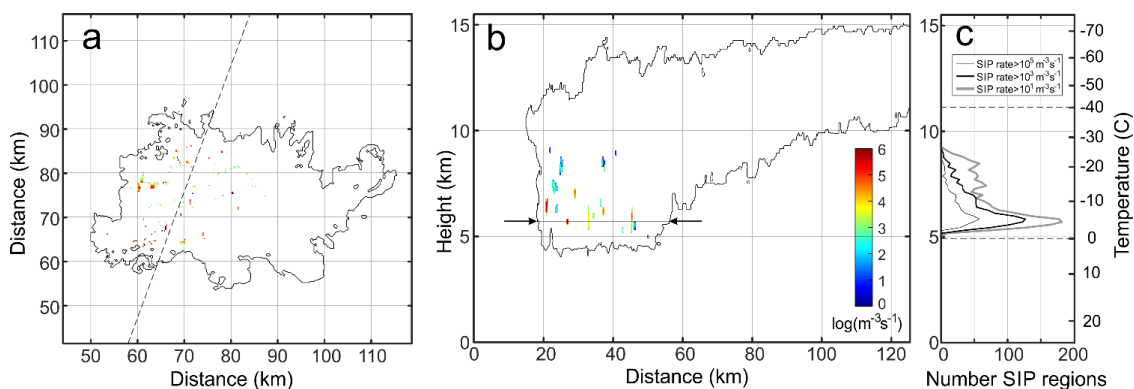 a
110
100
90
80
70
60
50
Distance (km)
50 60 70 80 90 100 110
Distance (km)
b
15
10
5
0
Height (km)
0 20 40 60 80 100 120
Distance (km)
6
5
4
3
2
1
0
log(m⁻³s⁻¹)
c
SIP rate>10⁵ m⁻³s⁻¹
SIP rate>10³ m⁻³s⁻¹
SIP rate>10¹ m⁻³s⁻¹
15
10
5
0
0 100 200
Number SIP regions
-70
-60
-50
-40
-30
-20
-10
0
10
20
Temperature (C)